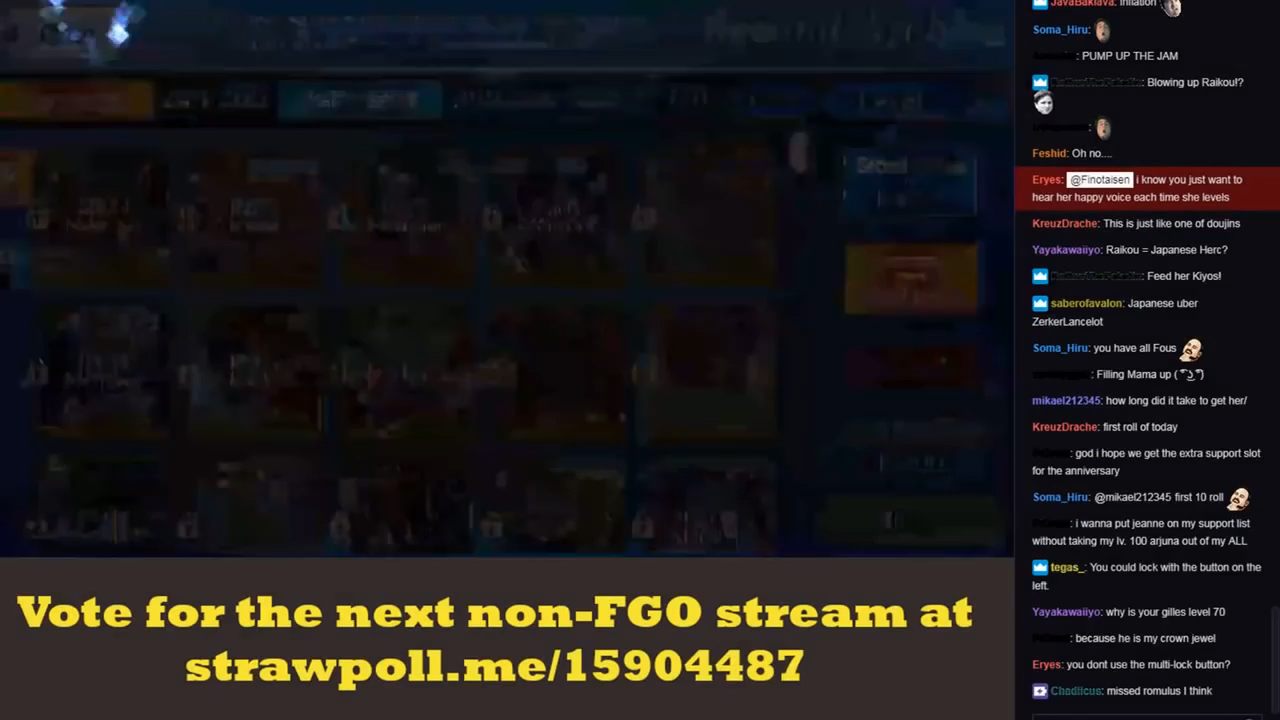 JavaBaklava: Inflation
Soma_Hiru:
: PUMP UP THE JAM
: Blowing up Raikou!?
:
Feshid: Oh no....
Eryes: @Finotaisen i know you just want to
hear her happy voice each time she levels
KreuzDrache: This is just like one of doujins
Yayakawaiiyo: Raikou = Japanese Herc?
: Feed her Kiyos!
saberofavalon: Japanese uber
ZerkerLancelot
Soma_Hiru: you have all Fous
: Filling Mama up ( ͡° ͜ʖ ͡°)
mikael212345: how long did it take to get her/
KreuzDrache: first roll of today
: god i hope we get the extra support slot
for the anniversary
Soma_Hiru: @mikael212345 first 10 roll
: i wanna put jeanne on my support list
without taking my lv. 100 arjuna out of my ALL
tegas_: You could lock with the button on the
left.
Yayakawaiiyo: why is your gilles level 70
: because he is my crown jewel
Eryes: you dont use the multi-lock button?
Chadlicus: missed romulus I think
Vote for the next non-FGO stream at
strawpoll.me/15904487